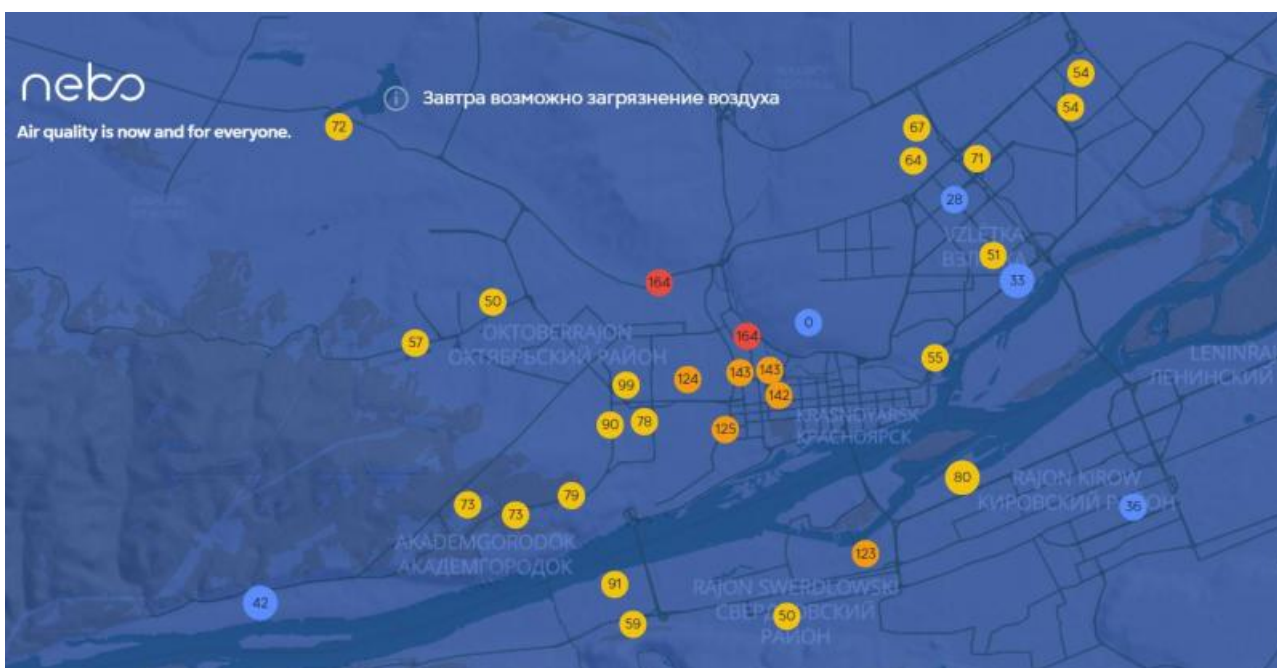 nebo
Air quality is now and for everyone.
Завтра возможно загрязнение воздуха
72
54
54
67
64
71
28
VZLETKA
51
33
164
50
0
164
OKTOBERRAJON
ОКТЯБРЬСКИЙ РАЙОН
57
55
143
143
124
99
142
LENINRA
ЛЕНИНСКИЙ
90
78
125
KRASNOYARSK
КРАСНОЯРСК
80
RAJON KIROW
КИРОВСКИЙ РАЙОН
36
73
73
79
AKADEMGORODOK
АКАДЕМГОРОДОК
123
91
42
RAJON SWERDLOWSKI
СВЕРДЛОВСКИЙ
РАЙОН
50
59